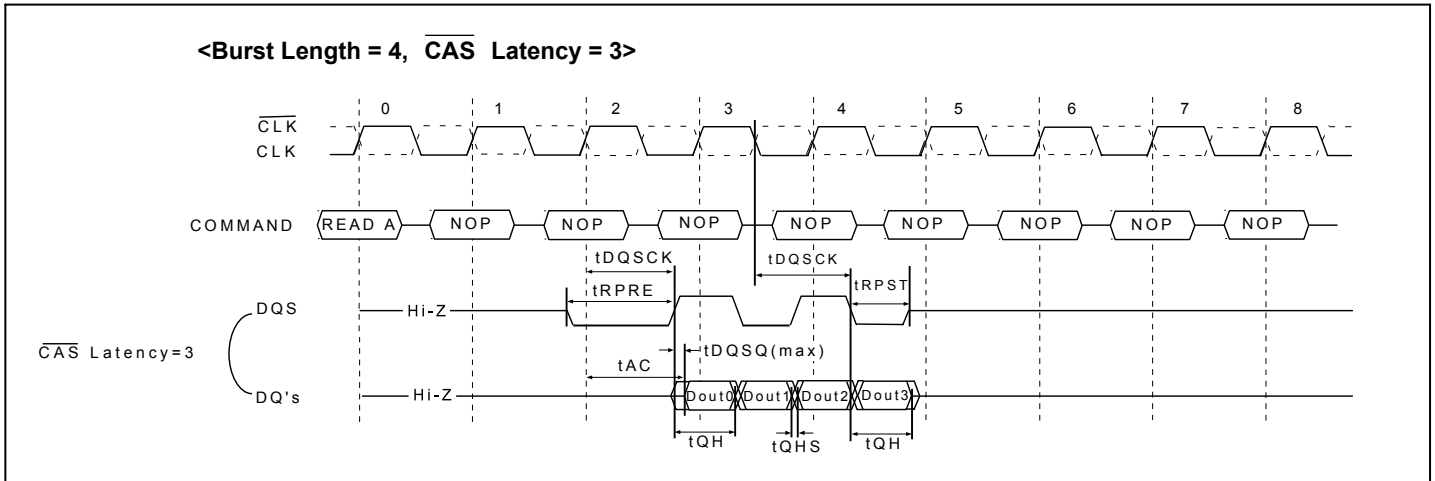 <Burst Length = 4, CAS Latency = 3>
0 1 2 3 4 5 6 7 8
CLK
CLK
COMMAND READ A NOP NOP NOP NOP NOP NOP NOP NOP
tDQSCK tDQSCK
tRPRE tRPST
DQS Hi-Z
CAS Latency=3
tDQSQ(max)
tAC
DQ's Hi-Z Dout0 Dout1 Dout2 Dout3
tQH tQHS tQH